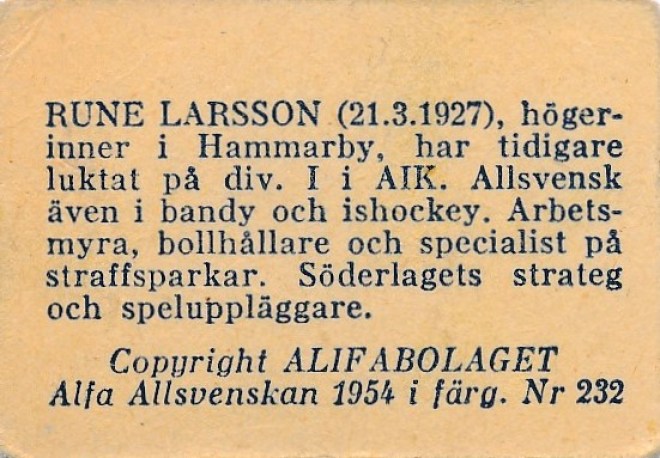 RUNE LARSSON (21.3.1927), höger-
inner i Hammarby, har tidigare
luktat på div. I i AIK. Allsvensk
även i bandy och ishockey. Arbets-
myra, bollhållare och specialist på
straffsparkar. Söderlagets strateg
och speluppläggare.
Copyright ALIFABOLAGET
Alfa Allsvenskan 1954 i färg. Nr 232